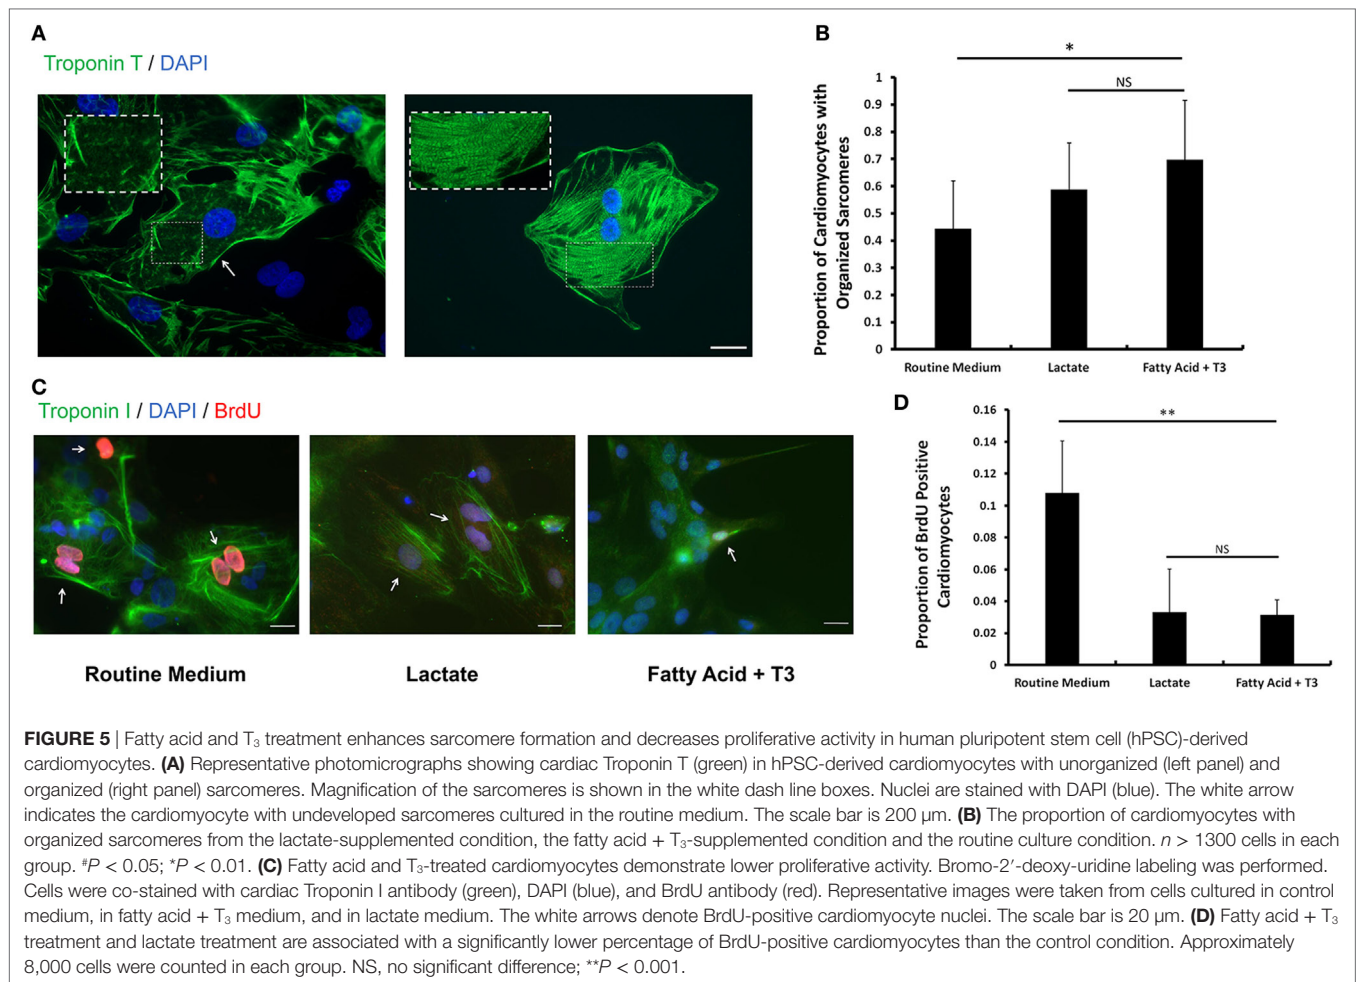 A
Troponin T / DAPI
B
*
NS
Proportion of Cardiomyocytes with
Organized Sarcomeres
1
0.9
0.8
0.7
0.6
0.5
0.4
0.3
0.2
0.1
0
Routine Medium
Lactate
Fatty Acid + T3
C
Troponin I / DAPI / BrdU
Routine Medium
Lactate
Fatty Acid + T3
D
**
NS
Proportion of BrdU Positive
Cardiomyocytes
0.16
0.14
0.12
0.1
0.08
0.06
0.04
0.02
0
Routine Medium
Lactate
Fatty Acid + T3
FIGURE 5 | Fatty acid and T₃ treatment enhances sarcomere formation and decreases proliferative activity in human pluripotent stem cell (hPSC)-derived
cardiomyocytes. (A) Representative photomicrographs showing cardiac Troponin T (green) in hPSC-derived cardiomyocytes with unorganized (left panel) and
organized (right panel) sarcomeres. Magnification of the sarcomeres is shown in the white dash line boxes. Nuclei are stained with DAPI (blue). The white arrow
indicates the cardiomyocyte with undeveloped sarcomeres cultured in the routine medium. The scale bar is 200 μm. (B) The proportion of cardiomyocytes with
organized sarcomeres from the lactate-supplemented condition, the fatty acid + T₃-supplemented condition and the routine culture condition. n > 1300 cells in each
group. #P < 0.05; *P < 0.01. (C) Fatty acid and T₃-treated cardiomyocytes demonstrate lower proliferative activity. Bromo-2′-deoxy-uridine labeling was performed.
Cells were co-stained with cardiac Troponin I antibody (green), DAPI (blue), and BrdU antibody (red). Representative images were taken from cells cultured in control
medium, in fatty acid + T₃ medium, and in lactate medium. The white arrows denote BrdU-positive cardiomyocyte nuclei. The scale bar is 20 μm. (D) Fatty acid + T₃
treatment and lactate treatment are associated with a significantly lower percentage of BrdU-positive cardiomyocytes than the control condition. Approximately
8,000 cells were counted in each group. NS, no significant difference; **P < 0.001.